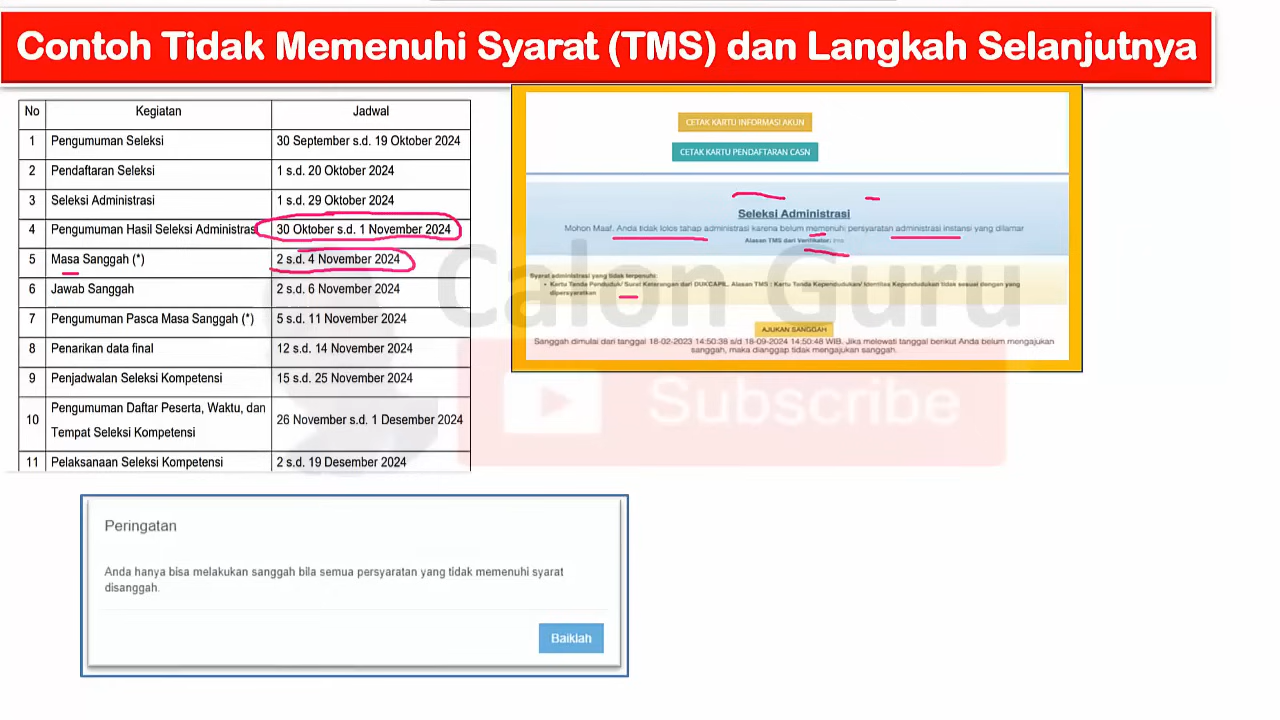 Contoh Tidak Memenuhi Syarat (TMS) dan Langkah Selanjutnya
No Kegiatan Jadwal
1 Pengumuman Seleksi 30 September s.d. 19 Oktober 2024
2 Pendaftaran Seleksi 1 s.d. 20 Oktober 2024
3 Seleksi Administrasi 1 s.d. 29 Oktober 2024
4 Pengumuman Hasil Seleksi Administras 30 Oktober s.d. 1 November 2024
5 Masa Sanggah (*) 2 s.d. 4 November 2024
6 Jawab Sanggah 2 s.d. 6 November 2024
7 Pengumuman Pasca Masa Sanggah (*) 5 s.d. 11 November 2024
8 Penarikan data final 12 s.d. 14 November 2024
9 Penjadwalan Seleksi Kompetensi 15 s.d. 25 November 2024
10 Pengumuman Daftar Peserta, Waktu, dan
Tempat Seleksi Kompetensi 26 November s.d. 1 Desember 2024
11 Pelaksanaan Seleksi Kompetensi 2 s.d. 19 Desember 2024
CETAK KARTU INFORMASI AKUN
CETAK KARTU PENDAFTARAN CASN
Seleksi Administrasi
Mohon Maaf, Anda tidak lolos tahap administrasi karena belum memenuhi persyaratan administrasi instansi yang dilamar
Alasan TMS dari Verifikator:
Syarat administrasi yang tidak terpenuhi:
• Kartu Tanda Penduduk/ Surat Keterangan dari DUKCAPIL, Alasan TMS : Kartu Tanda Kependudukan/ Identitas Kependudukan tidak sesuai dengan yang
dipersyaratkan
AJUKAN SANGGAH
Sanggah dimulai dari tanggal 18-02-2023 14:50:38 s/d 18-09-2024 14:50:48 WIB. Jika melewati tanggal berikut Anda belum mengajukan
sanggah, maka dianggap tidak mengajukan sanggah.
Calon Guru
Subscribe
Peringatan
Anda hanya bisa melakukan sanggah bila semua persyaratan yang tidak memenuhi syarat
disanggah.
Baiklah